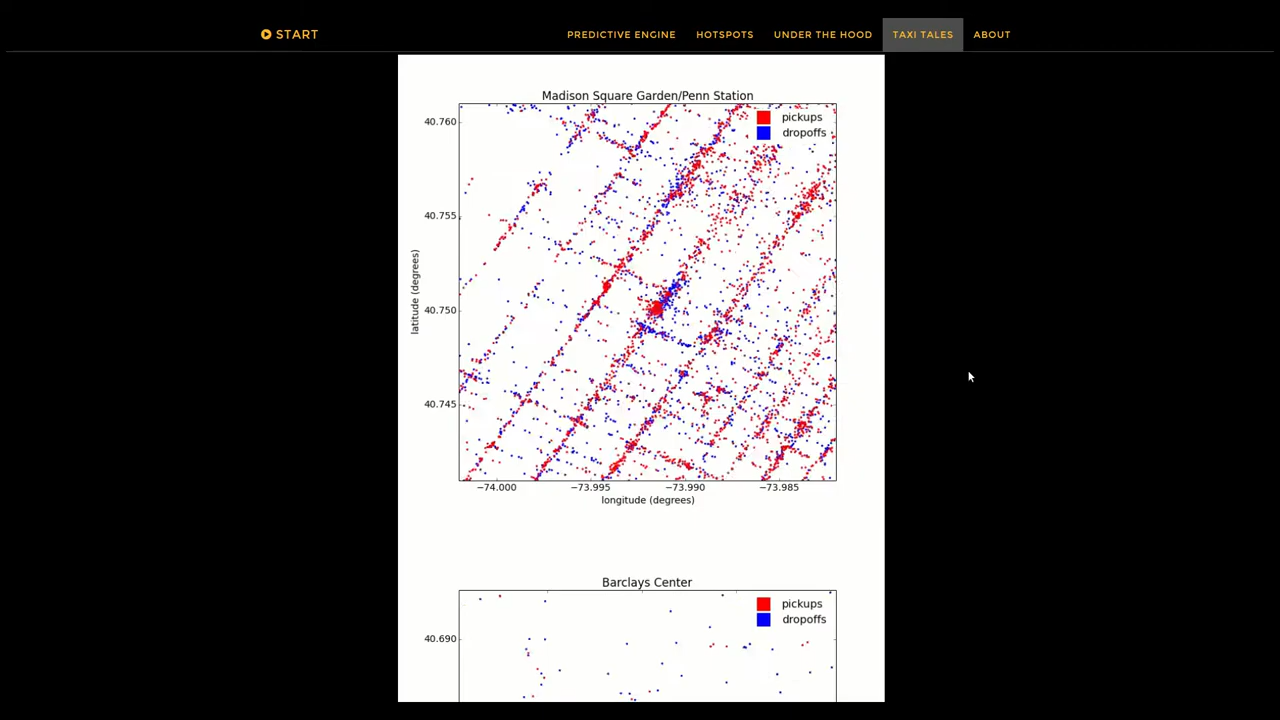 START
PREDICTIVE ENGINE HOTSPOTS UNDER THE HOOD TAXI TALES ABOUT
Madison Square Garden/Penn Station
pickups
dropoffs
40.760
40.755
40.750
40.745
latitude (degrees)
−74.000 −73.995 −73.990 −73.985
longitude (degrees)
Barclays Center
pickups
dropoffs
40.690